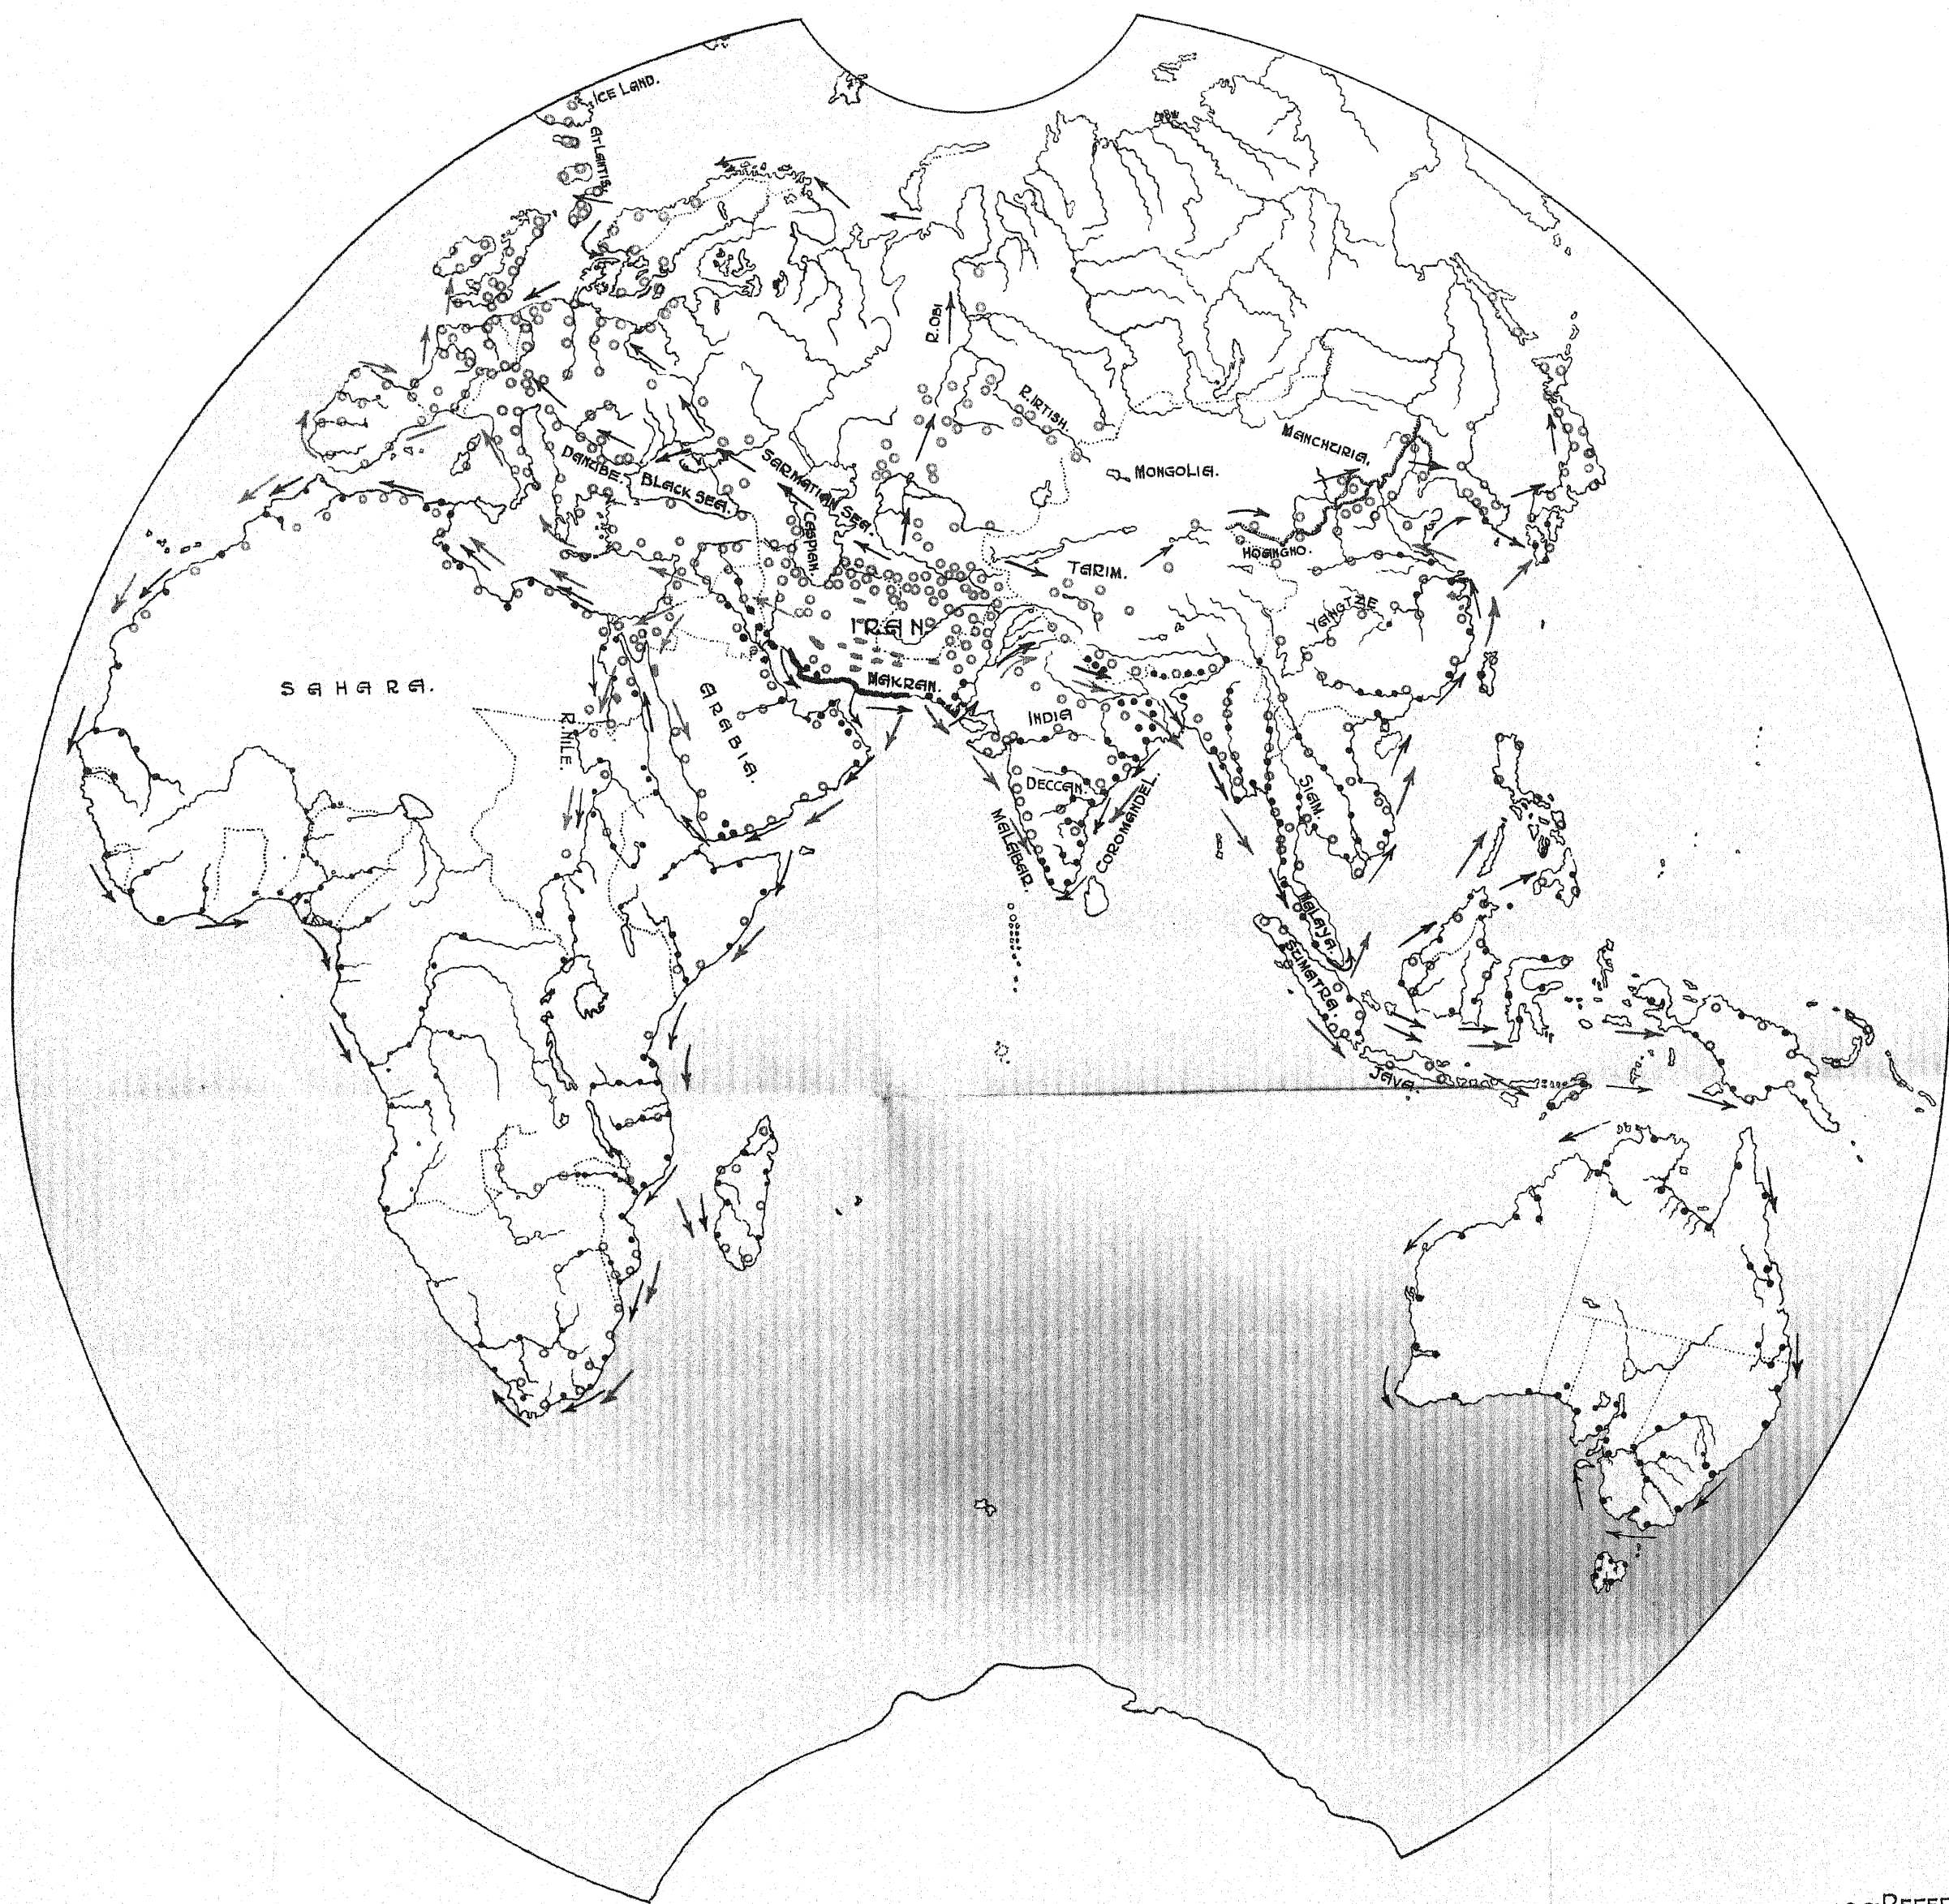 ICE LAND.
ATLANTIS.
R. OBI
R. IRTISH.
MANCHURIA.
MONGOLIA.
DANUBE.
BLACK SEA.
SARMATIAN SEA.
CASPIAN.
HOANGHO.
TARIM.
YANGTZE
IRAN
SAHARA.
MAKRAN.
ARABIA.
R. NILE.
INDIA
DECCAN.
SIAM.
MALABAR.
COROMANDEL.
MALAYA.
SUMATRA.
JAVA.